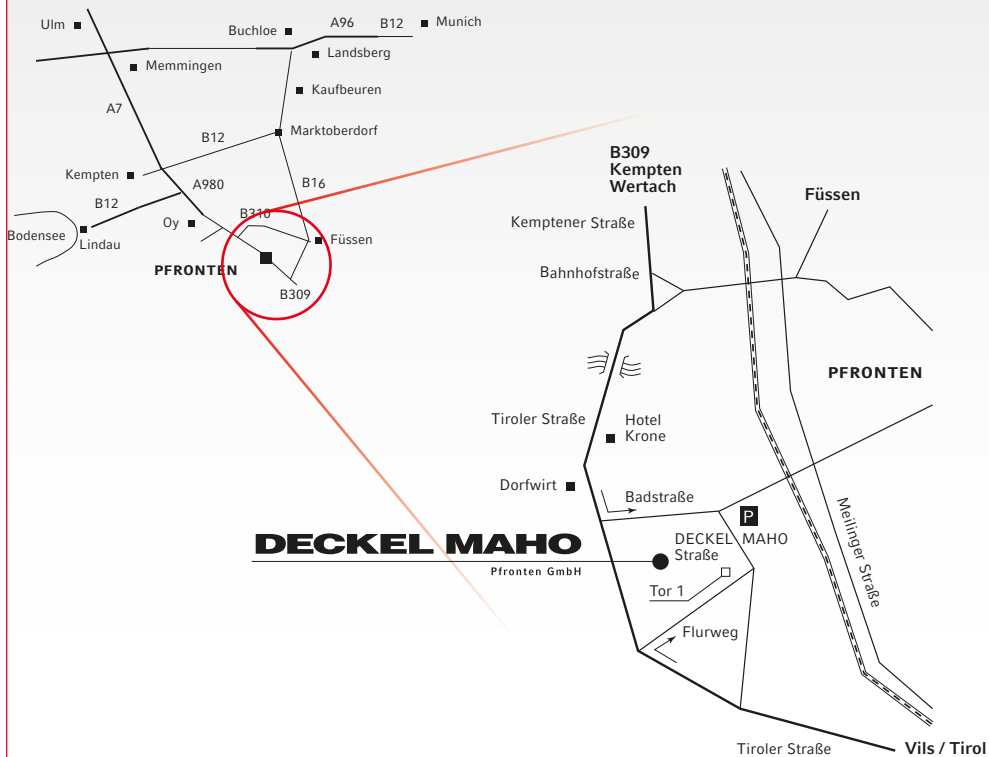 Ulm
Buchloe
A96
B12
Munich
Memmingen
Landsberg
Kaufbeuren
A7
B12
Marktoberdorf
Kempten
A980
B16
B12
Oy
B310
Bodensee
Lindau
Füssen
PFRONTEN
B309
B309
Kempten
Wertach
Füssen
Kemptener Straße
Bahnhofstraße
PFRONTEN
Tiroler Straße
Hotel
Krone
Dorfwirt
Badstraße
P
Meilinger Straße
DECKEL MAHO
Straße
DECKEL MAHO
Pfronten GmbH
Tor 1
Flurweg
Tiroler Straße
Vils / Tirol